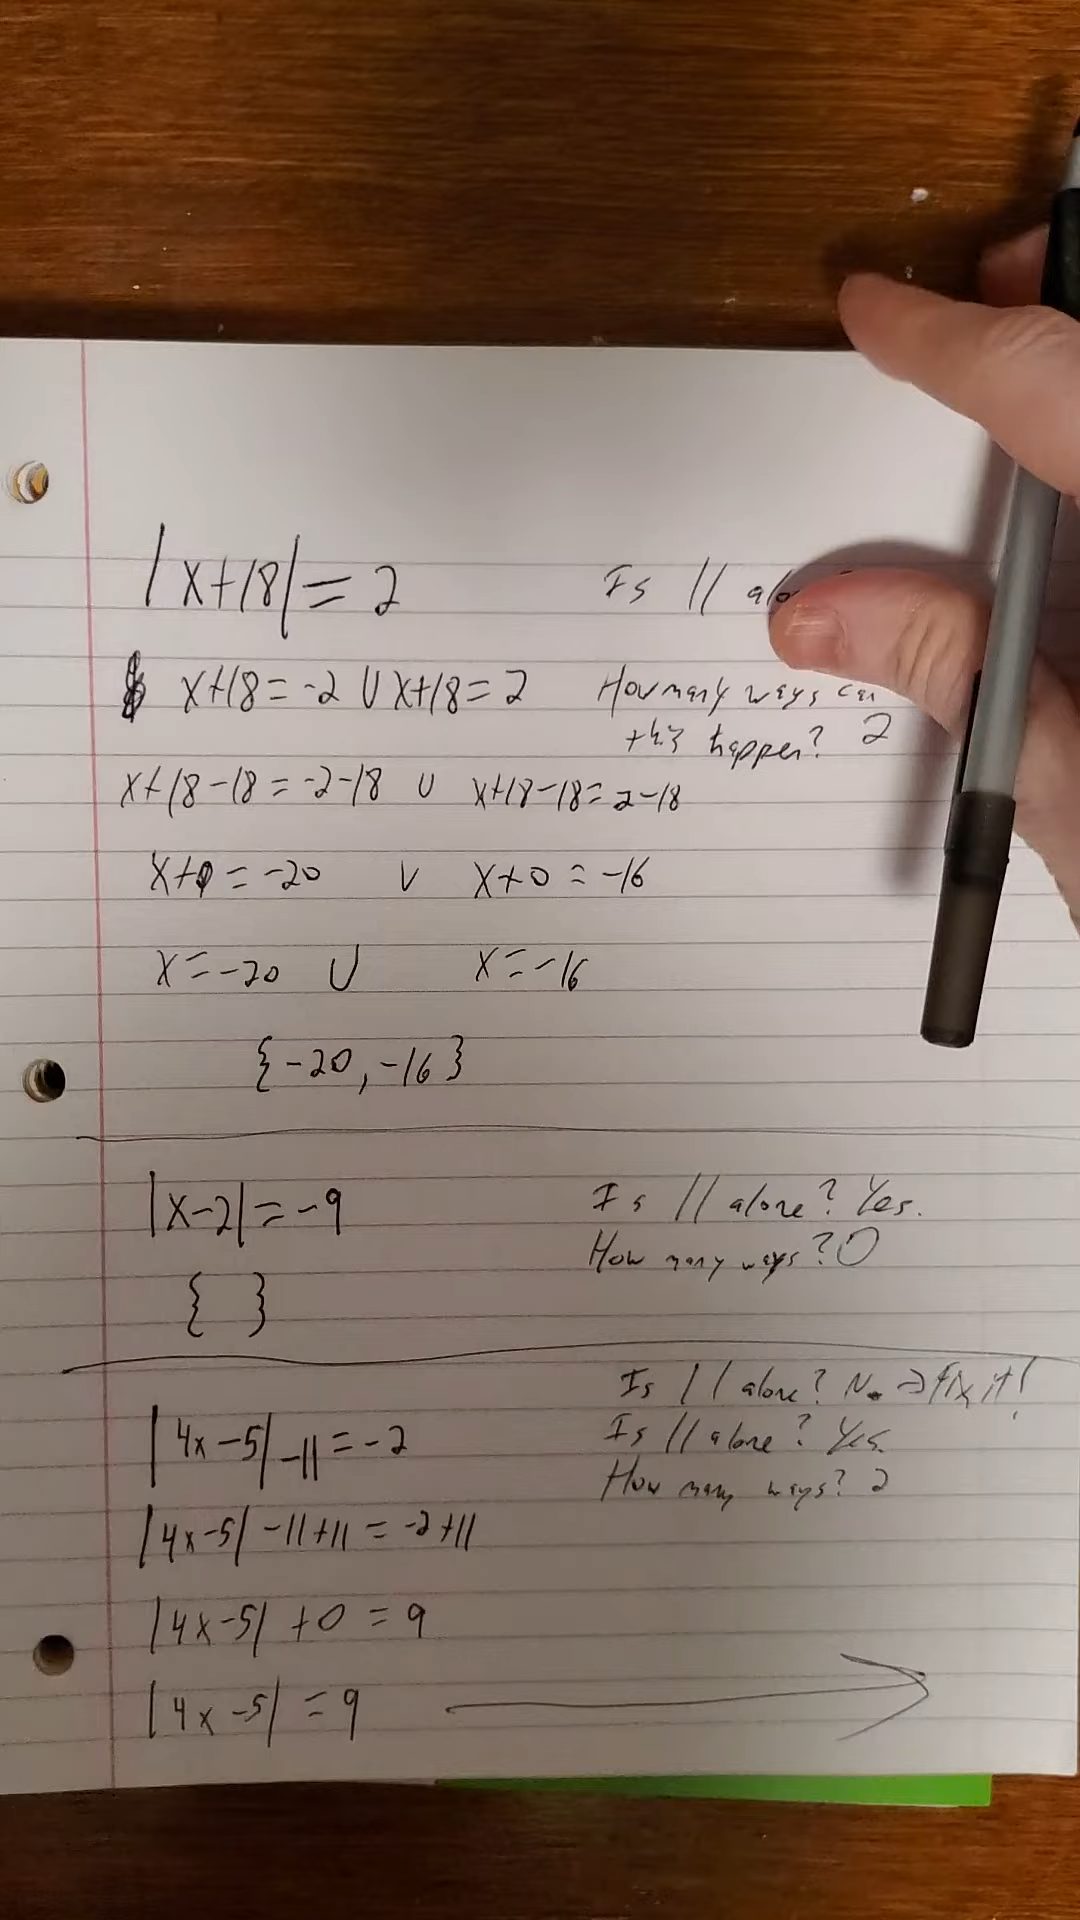 |x+18|=2
Is || alo
x+18=-2 U x+18=2
How many ways can
this happen? 2
x+18-18=-2-18 U x+18-18=2-18
x+0=-20 U x+0=-16
x=-20 U x=-16
{-20,-16}
|x-2|=-9
Is || alone? Yes.
How many ways? 0
{ }
Is || alone? No → fix it!
|4x-5|-11=-2
Is || alone? Yes.
How many ways? 2
|4x-5|-11+11=-2+11
|4x-5|+0=9
|4x-5|=9